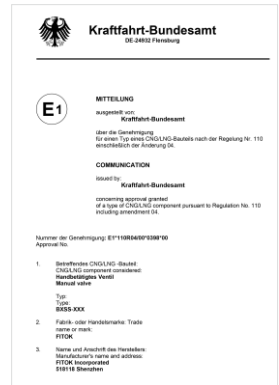 Kraftfahrt-Bundesamt
DE-24932 Flensburg
E1
MITTEILUNG
ausgestellt von:
Kraftfahrt-Bundesamt
über die Genehmigung
für einen Typ eines CNG/LNG-Bauteils nach der Regelung Nr. 110
einschließlich der Änderung 04.
COMMUNICATION
issued by:
Kraftfahrt-Bundesamt
concerning approval granted
of a type of CNG/LNG component pursuant to Regulation No. 110
including amendment 04.
Nummer der Genehmigung: E1*110R04/00*0398*00
Approval No.
1. Betreffendes CNG/LNG-Bauteil:
CNG/LNG component considered:
Handbetätigtes Ventil
Manual valve
Typ:
Type:
BXSS-XXX
2. Fabrik- oder Handelsmarke: Trade
name or mark:
FITOK
3. Name und Anschrift des Herstellers:
Manufacturer's name and address:
FITOK Incorporated
518118 Shenzhen